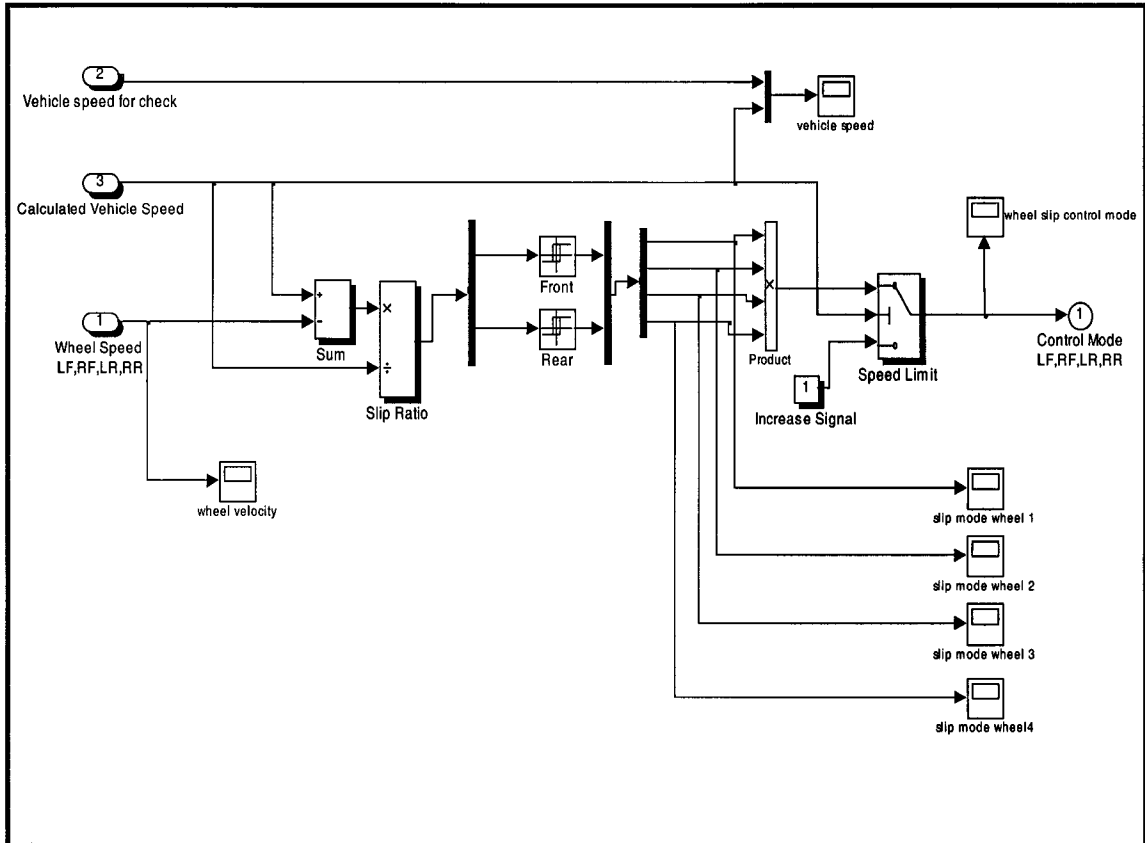 2
Vehicle speed for check
vehicle speed
3
Calculated Vehicle Speed
wheel slip control mode
Front
+
-
Sum
×
÷
Slip Ratio
1
Wheel Speed
LF,RF,LR,RR
Rear
×
Product
Speed Limit
1
Control Mode
LF,RF,LR,RR
1
Increase Signal
wheel velocity
slip mode wheel 1
slip mode wheel 2
slip mode wheel 3
slip mode wheel4